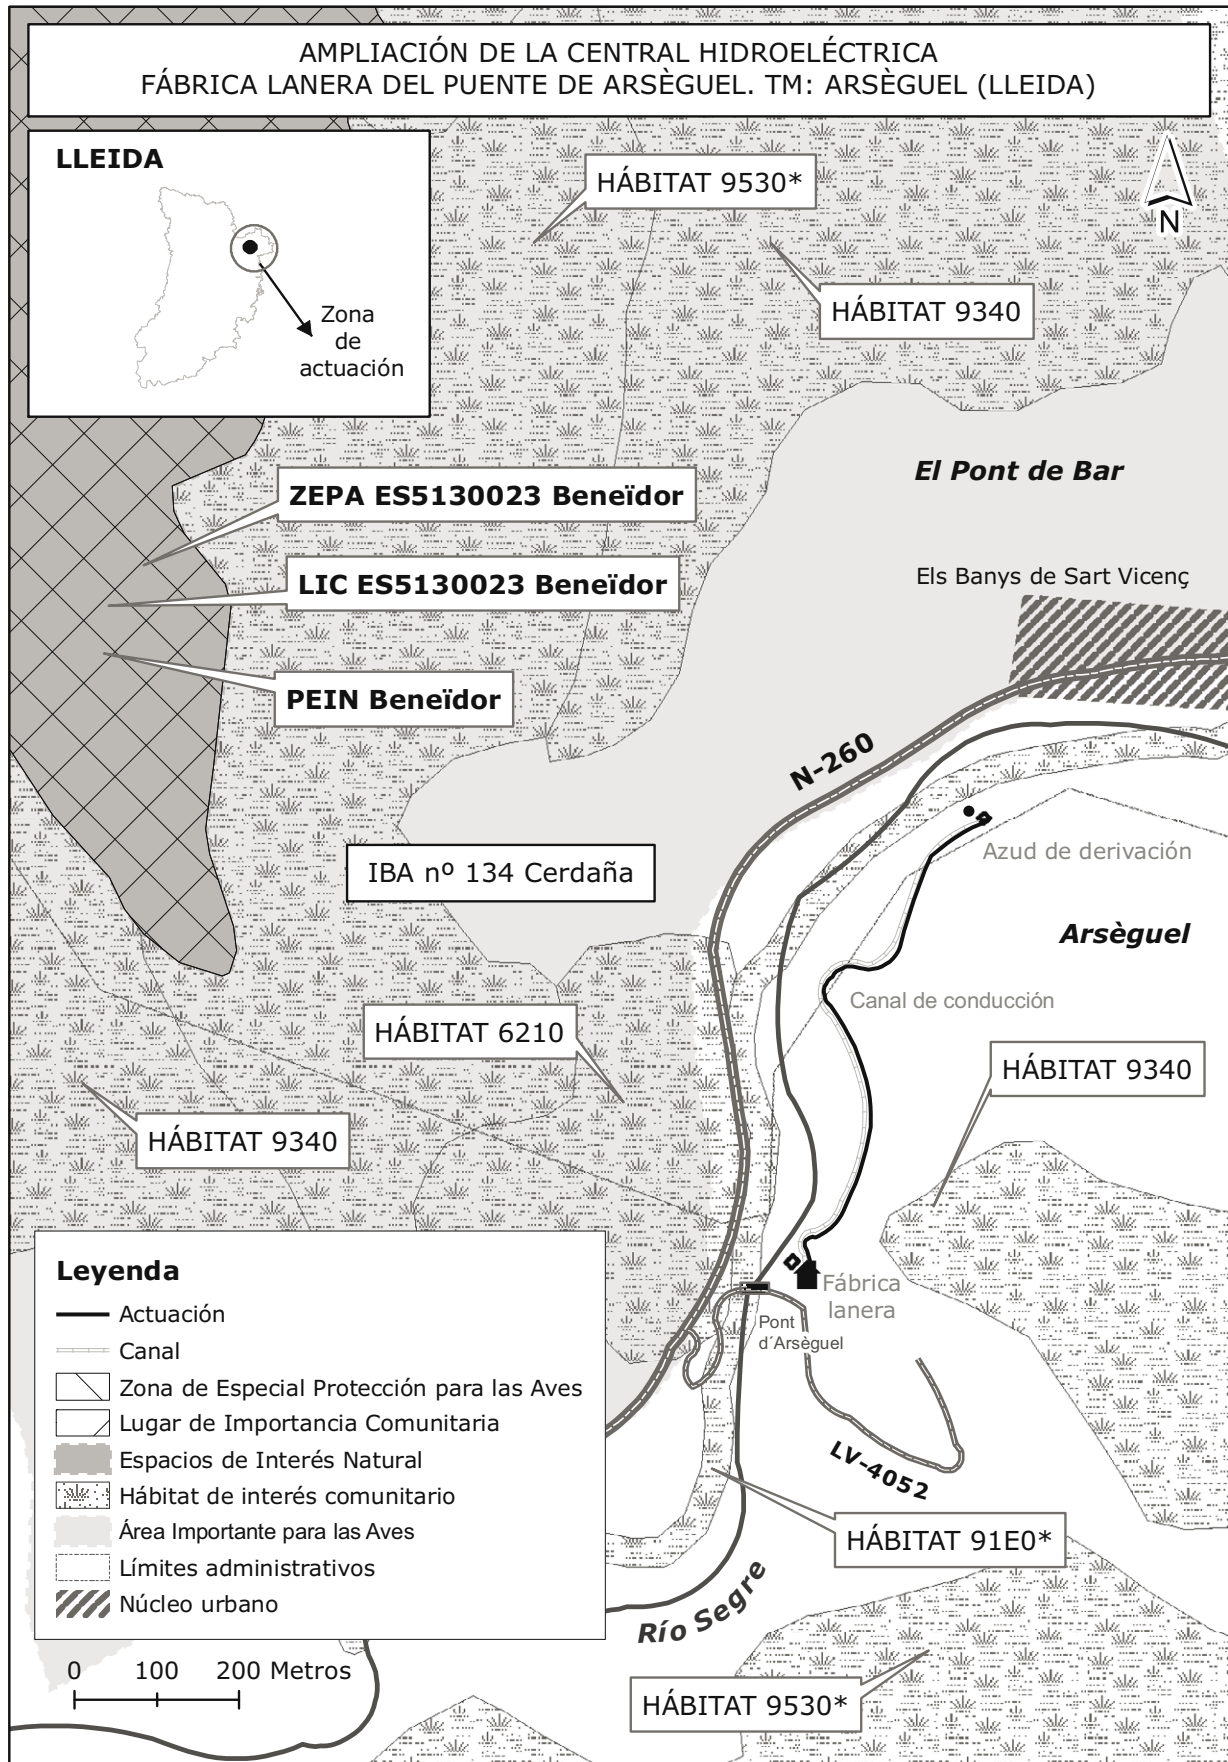 AMPLIACIÓN DE LA CENTRAL HIDROELÉCTRICA
FÁBRICA LANERA DEL PUENTE DE ARSÈGUEL. TM: ARSÈGUEL (LLEIDA)
LLEIDA
Zona
de
actuación
HÁBITAT 9530*
N
HÁBITAT 9340
El Pont de Bar
ZEPA ES5130023 Beneïdor
LIC ES5130023 Beneïdor
Els Banys de Sart Vicenç
PEIN Beneïdor
N-260
Azud de derivación
IBA nº 134 Cerdaña
Arsèguel
Canal de conducción
HÁBITAT 6210
HÁBITAT 9340
HÁBITAT 9340
Fábrica
lanera
Pont
d´Arsèguel
LV-4052
HÁBITAT 91E0*
Río Segre
HÁBITAT 9530*
Leyenda
Actuación
Canal
Zona de Especial Protección para las Aves
Lugar de Importancia Comunitaria
Espacios de Interés Natural
Hábitat de interés comunitario
Área Importante para las Aves
Límites administrativos
Núcleo urbano
0 100 200 Metros